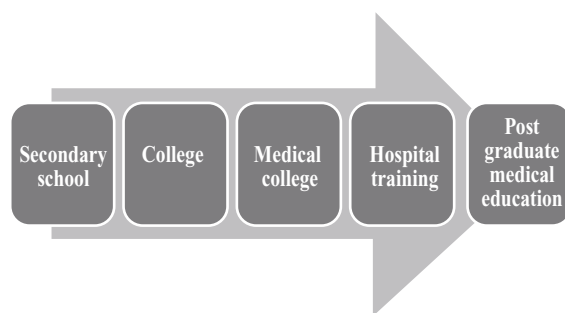 Secondary
school
College
Medical
college
Hospital
training
Post
graduate
medical
education